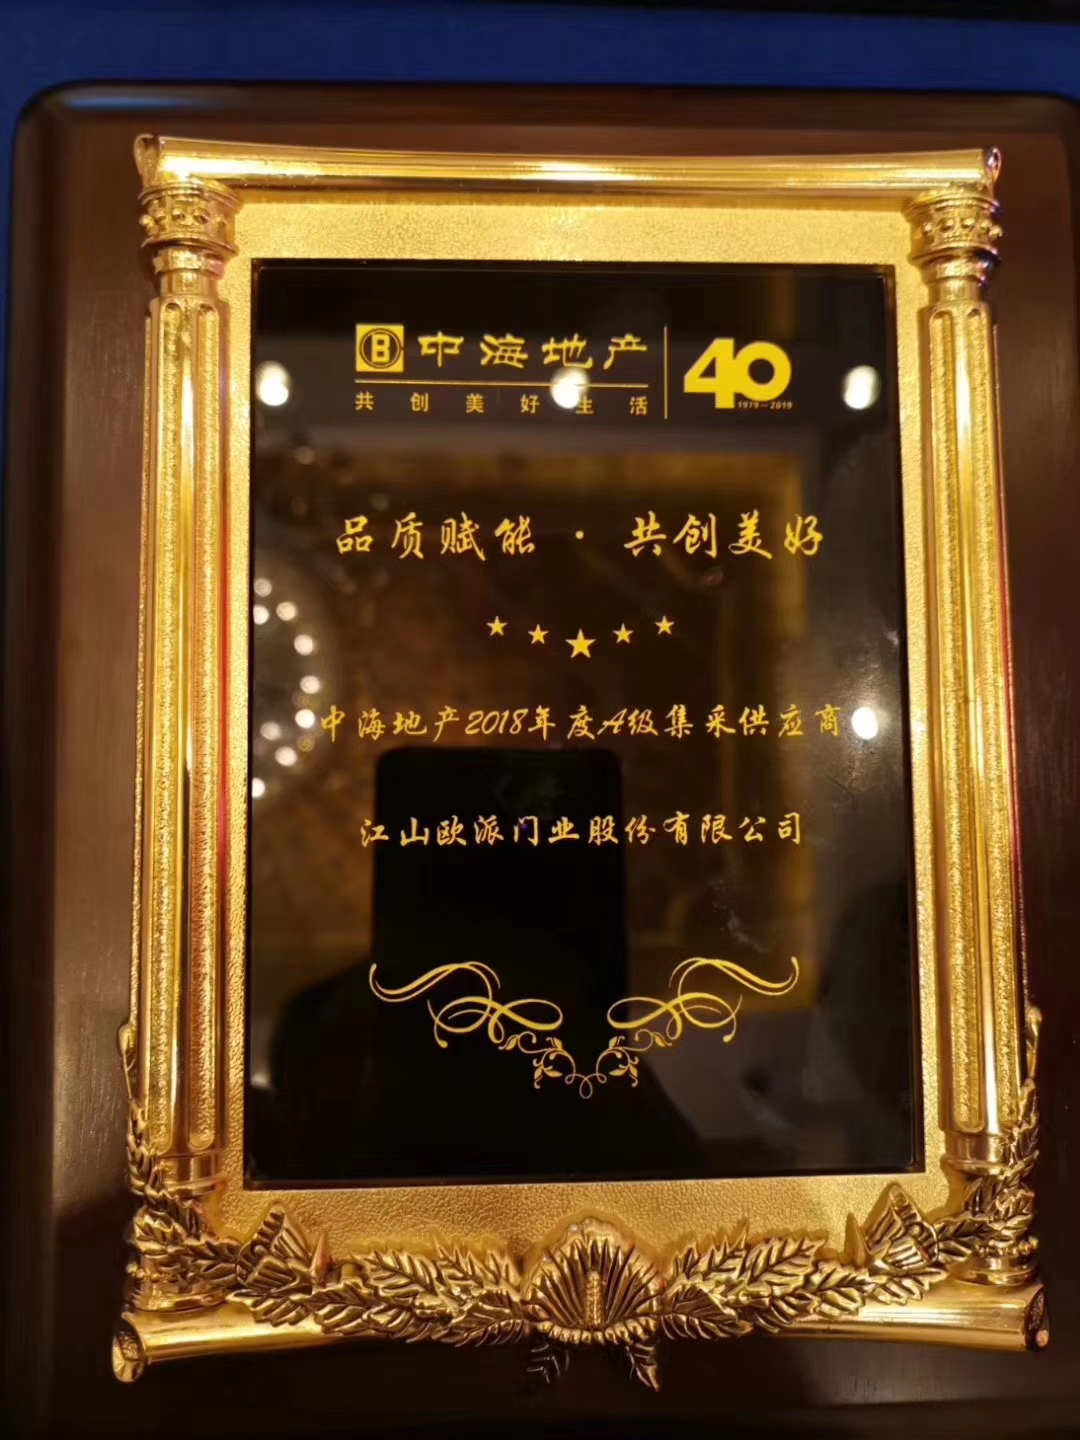 B 中海地产
共创美好生活
40
1979—2019
品质赋能 · 共创美好
中海地产2018年度A级集采供应商
江山欧派门业股份有限公司